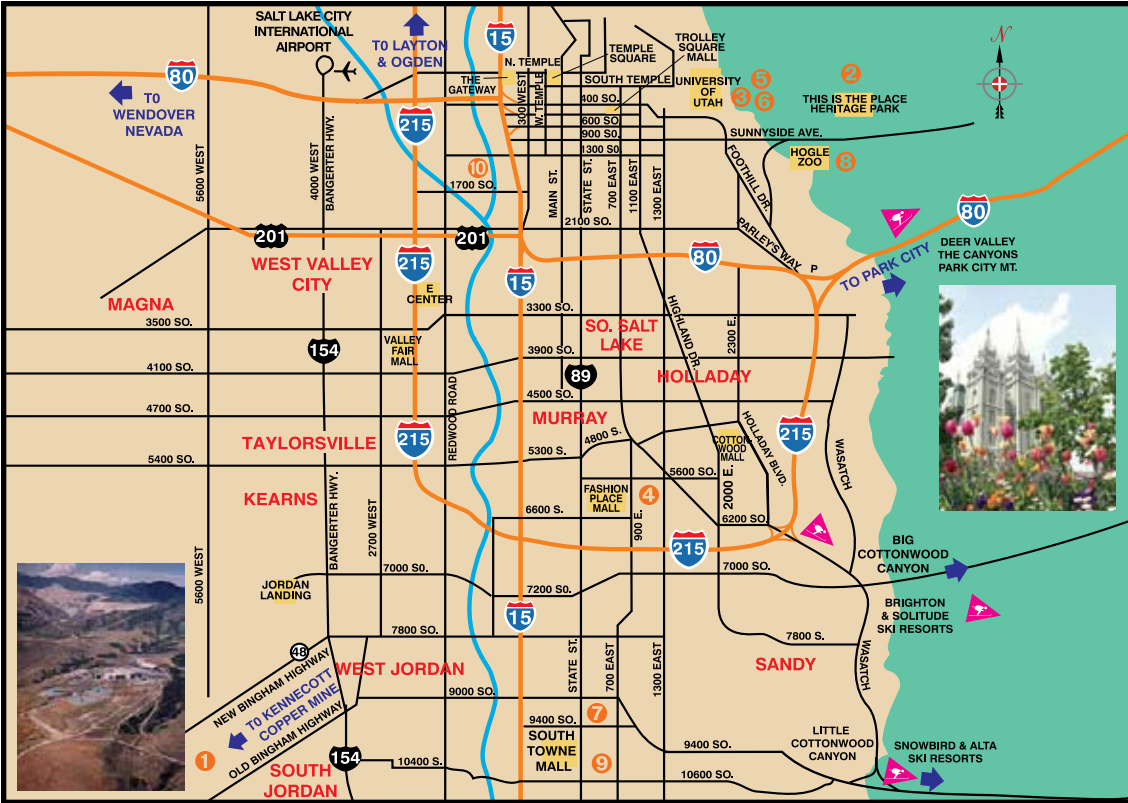 SALT LAKE CITY
INTERNATIONAL
AIRPORT
TO LAYTON
& OGDEN
15
N
80
TO
WENDOVER
NEVADA
THE
GATEWAY
N. TEMPLE
TEMPLE
SQUARE
TROLLEY
SQUARE
MALL
SOUTH TEMPLE
UNIVERSITY
OF
UTAH
5
3
6
2
THIS IS THE PLACE
HERITAGE PARK
215
300 WEST
W. TEMPLE
400 SO.
600 SO.
900 SO.
1300 SO.
SUNNYSIDE AVE.
HOGLE
ZOO
8
FOOTHILL DR.
5600 WEST
4000 WEST
BANGERTER HWY.
10
1700 SO.
MAIN ST.
STATE ST.
700 EAST
1100 EAST
1300 EAST
2100 SO.
PARLEY'S WAY
P
80
201
201
WEST VALLEY
CITY
215
80
TO PARK CITY
DEER VALLEY
THE CANYONS
PARK CITY MT.
MAGNA
E
CENTER
15
3300 SO.
3500 SO.
SO. SALT
LAKE
HIGHLAND DR.
2300 E.
154
VALLEY
FAIR
MALL
3900 SO.
4100 SO.
89
HOLLADAY
REDWOOD ROAD
4500 SO.
4700 SO.
MURRAY
TAYLORSVILLE
215
4800 S.
COTTON
WOOD
MALL
HOLLADAY BLVD.
215
WASATCH
5300 S.
5400 SO.
5600 SO.
KEARNS
FASHION
PLACE
MALL
4
2000 E.
6600 S.
900 E.
6200 SO.
BANGERTER HWY.
2700 WEST
5600 WEST
215
BIG
COTTONWOOD
CANYON
7000 SO.
7000 SO.
JORDAN
LANDING
7200 SO.
15
BRIGHTON
& SOLITUDE
SKI RESORTS
7800 SO.
7800 S.
48
WEST JORDAN
STATE ST.
700 EAST
1300 EAST
SANDY
WASATCH
NEW BINGHAM HIGHWAY
TO KENNECOTT
COPPER MINE
OLD BINGHAM HIGHWAY
9000 SO.
7
9400 SO.
SOUTH
TOWNE
MALL
9
9400 SO.
LITTLE
COTTONWOOD
CANYON
1
154
10400 S.
SOUTH
JORDAN
10600 SO.
SNOWBIRD & ALTA
SKI RESORTS